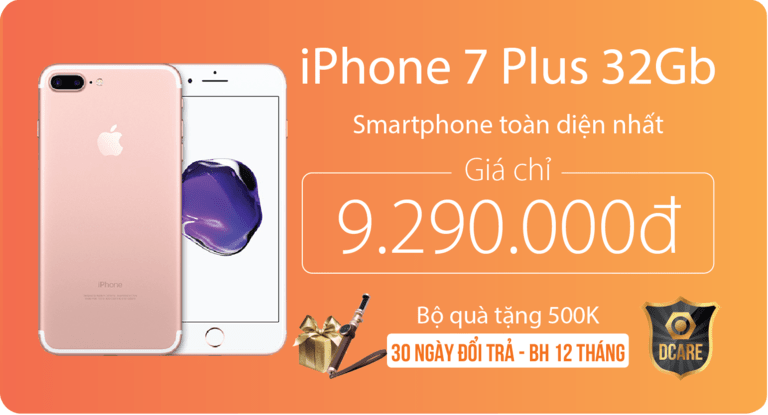 iPhone 7 Plus 32Gb
Smartphone toàn diện nhất
Giá chỉ
9.290.000đ
Bộ quà tặng 500K
30 NGÀY ĐỔI TRẢ - BH 12 THÁNG
DCARE
iPhone